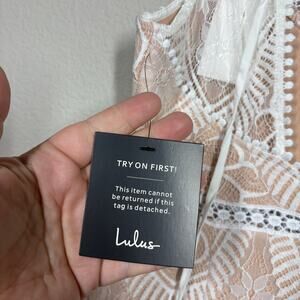 TRY ON FIRST!
This item cannot
be returned if this
tag is detached.
Lulus